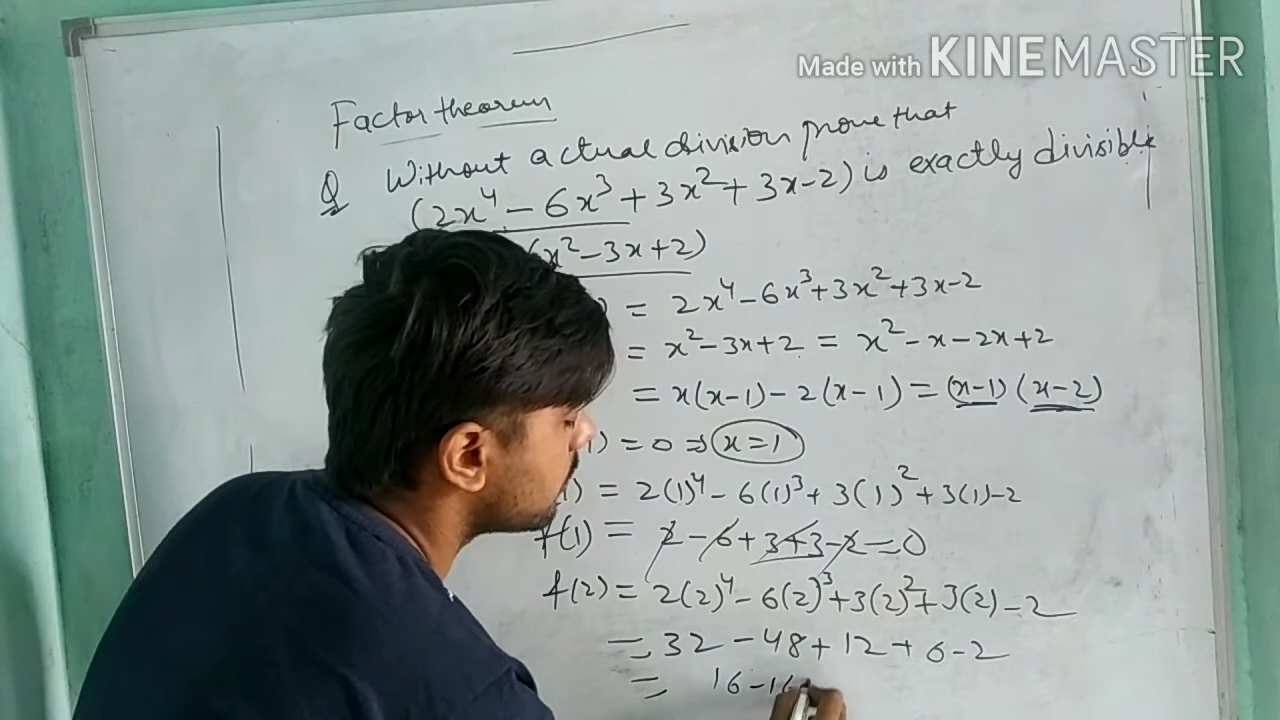 Made with KINEMASTER
Factor theorem
Q Without actual division prove that
(2x⁴ - 6x³ + 3x² + 3x - 2) is exactly divisible
(x² - 3x + 2)
= 2x⁴ - 6x³ + 3x² + 3x - 2
= x² - 3x + 2 = x² - x - 2x + 2
= x(x-1) - 2(x-1) = (x-1)(x-2)
1) = 0 ⇒ x = 1
(1) = 2(1)⁴ - 6(1)³ + 3(1)² + 3(1) - 2
f(1) = 2 - 6 + 3 + 3 - 2 = 0
f(2) = 2(2)⁴ - 6(2)³ + 3(2)² + 3(2) - 2
= 32 - 48 + 12 + 6 - 2
= 16 -